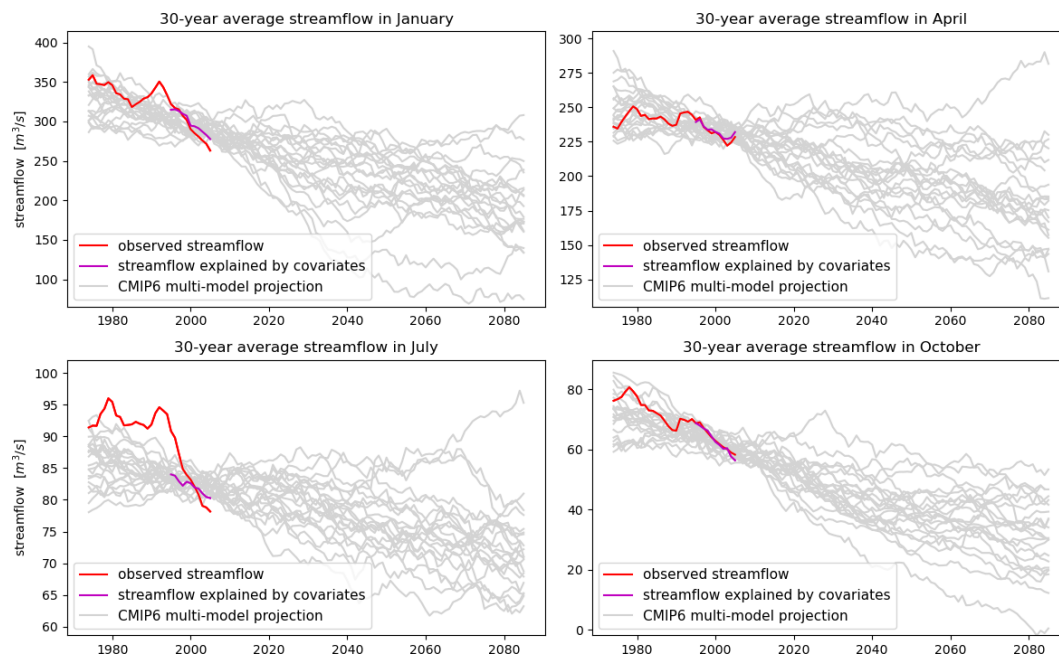 30-year average streamflow in January
400
350
300
250
200
150
100
streamflow [m³/s]
observed streamflow
streamflow explained by covariates
CMIP6 multi-model projection
1980 2000 2020 2040 2060 2080
30-year average streamflow in April
300
275
250
225
200
175
150
125
observed streamflow
streamflow explained by covariates
CMIP6 multi-model projection
1980 2000 2020 2040 2060 2080
30-year average streamflow in July
100
95
90
85
80
75
70
65
60
streamflow [m³/s]
observed streamflow
streamflow explained by covariates
CMIP6 multi-model projection
1980 2000 2020 2040 2060 2080
30-year average streamflow in October
80
60
40
20
0
observed streamflow
streamflow explained by covariates
CMIP6 multi-model projection
1980 2000 2020 2040 2060 2080